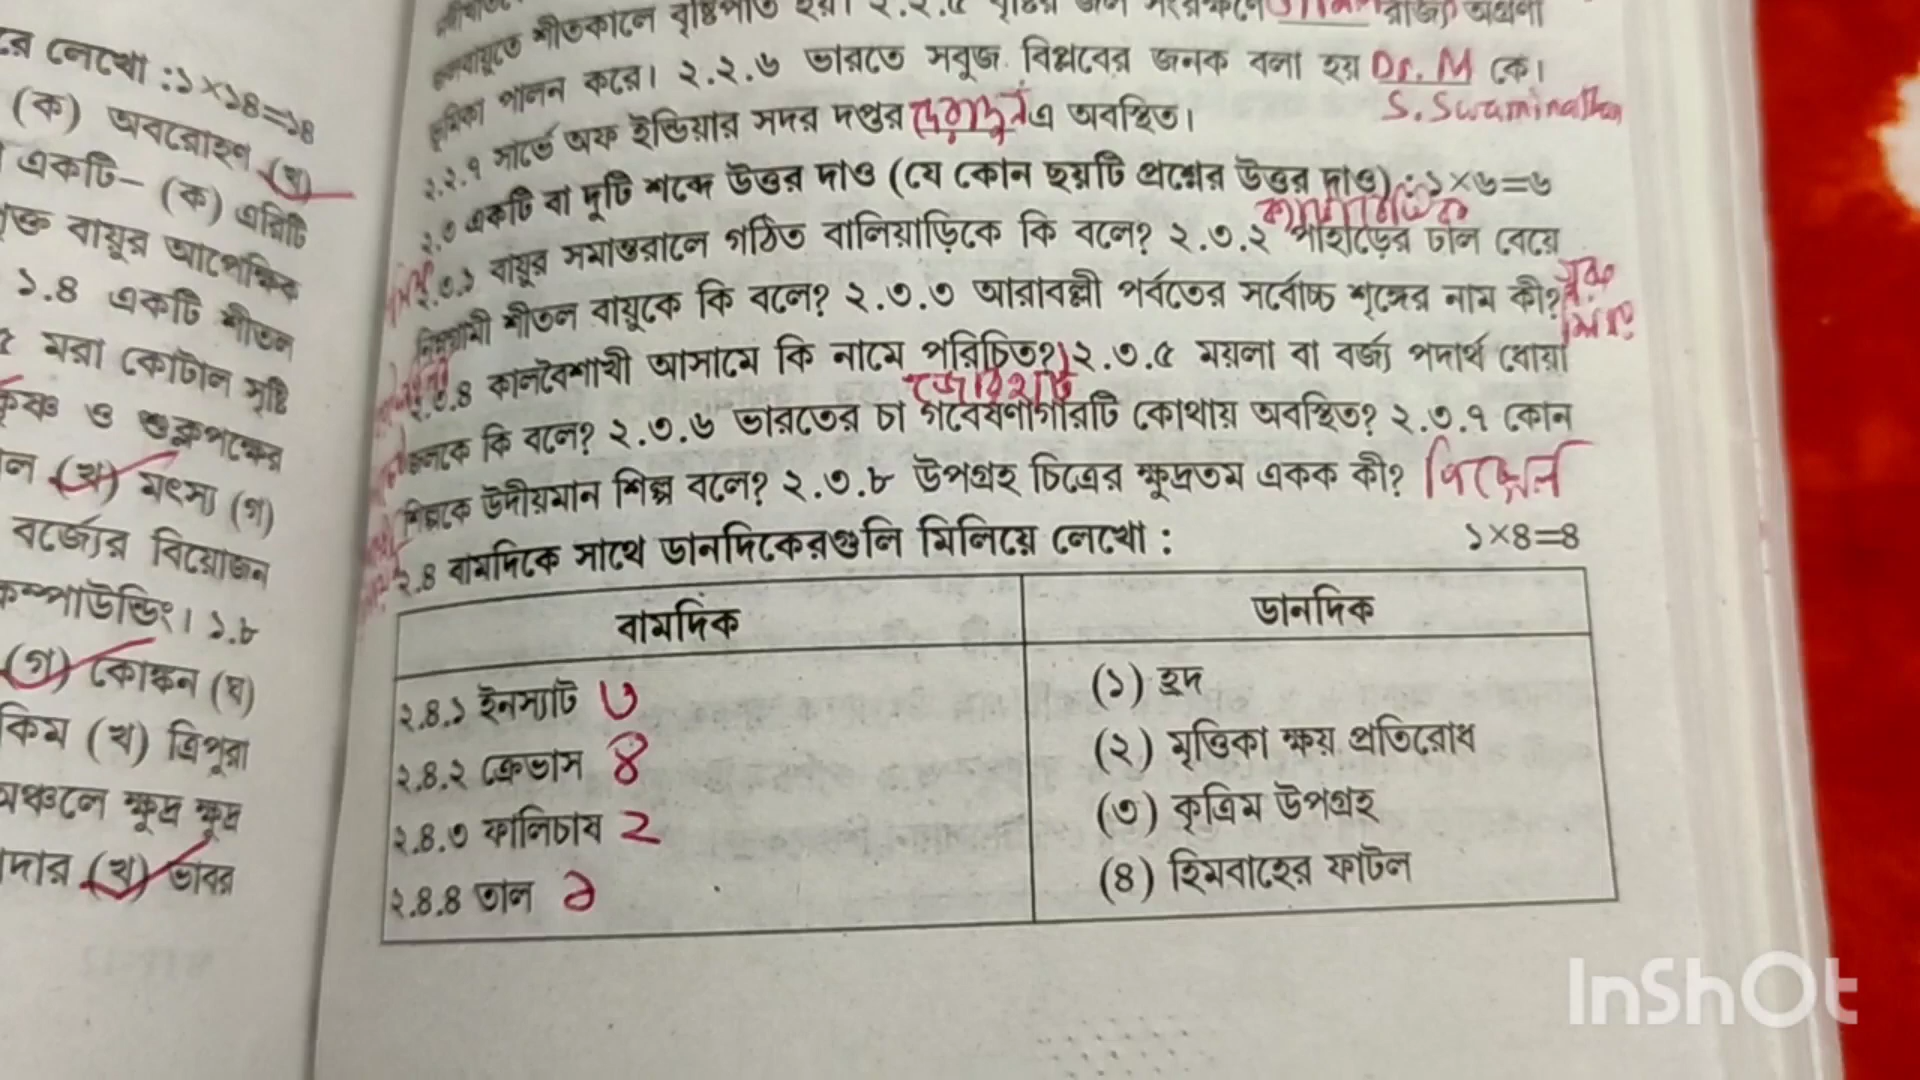 রে লেখো :১×১৪=১৪
(ক) অবরোহণ (খ)
একটি– (ক) এরিটি
ক্ত বায়ুর আপেক্ষিক
১.৪ একটি শীতল
মরা কোটাল সৃষ্টি
কৃষ্ণ ও শুক্লপক্ষের
(খ) মৎস্য (গ)
বর্জ্যের বিয়োজন
কম্পাউন্ডিং। ১.৮
(গ) কোঙ্কন (ঘ)
কিম (খ) ত্রিপুরা
অঞ্চলে ক্ষুদ্র ক্ষুদ্র
দার (খ) ভাবর
শীতকালে বৃষ্টিপাত হয়। ২.২.৫ বৃষ্টির জল সংরক্ষণে রাজ্য অগ্রণী
ভূমিকা পালন করে। ২.২.৬ ভারতে সবুজ বিপ্লবের জনক বলা হয় Dr. M কে।
S. Swaminathan
২.২.৭ সার্ভে অফ ইন্ডিয়ার সদর দপ্তর দেরাদুন এ অবস্থিত।
২.৩ একটি বা দুটি শব্দে উত্তর দাও (যে কোন ছয়টি প্রশ্নের উত্তর দাও) :১×৬=৬
২.৩.১ বায়ুর সমান্তরালে গঠিত বালিয়াড়িকে কি বলে? ২.৩.২ পাহাড়ের ঢাল বেয়ে
নিম্নগামী শীতল বায়ুকে কি বলে? ২.৩.৩ আরাবল্লী পর্বতের সর্বোচ্চ শৃঙ্গের নাম কী? গুরু
শিখর
২.৩.৪ কালবৈশাখী আসামে কি নামে পরিচিত? ২.৩.৫ ময়লা বা বর্জ্য পদার্থ ধোয়া
জোরহাট
জলকে কি বলে? ২.৩.৬ ভারতের চা গবেষণাগারটি কোথায় অবস্থিত? ২.৩.৭ কোন
শিল্পকে উদীয়মান শিল্প বলে? ২.৩.৮ উপগ্রহ চিত্রের ক্ষুদ্রতম একক কী? পিক্সেল
২.৪ বামদিকে সাথে ডানদিকেরগুলি মিলিয়ে লেখো : ১×৪=৪
বামদিক ডানদিক
২.৪.১ ইনস্যাট ৩ (১) হ্রদ
২.৪.২ ক্রেভাস ৪ (২) মৃত্তিকা ক্ষয় প্রতিরোধ
২.৪.৩ ফালিচাষ ২ (৩) কৃত্রিম উপগ্রহ
২.৪.৪ তাল ১ (৪) হিমবাহের ফাটল
InShOt